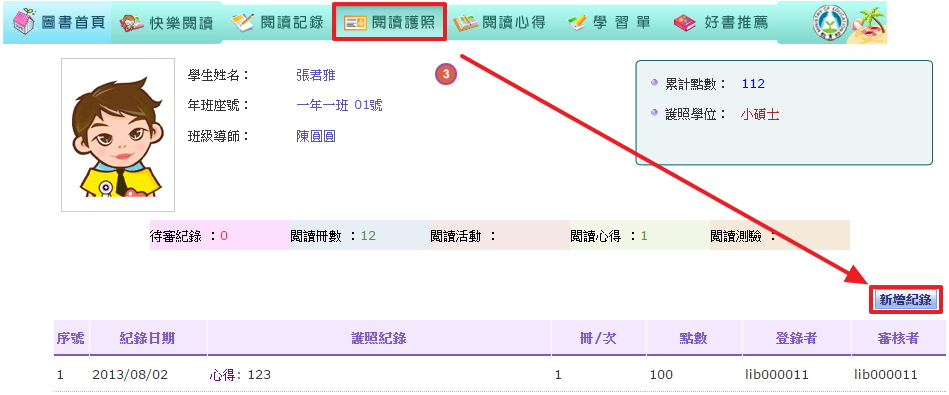 圖書首頁 快樂閱讀 閱讀記錄 閱讀護照 閱讀心得 學習單 好書推薦
學生姓名： 張君雅 3
年班座號： 一年一班 01號
班級導師： 陳圓圓
累計點數： 112
護照學位： 小碩士
待審紀錄 ：0 閱讀冊數 ：12 閱讀活動 ： 閱讀心得 ：1 閱讀測驗 ：
新增紀錄
序號 紀錄日期 護照紀錄 冊/次 點數 登錄者 審核者
1 2013/08/02 心得: 123 1 100 lib000011 lib000011